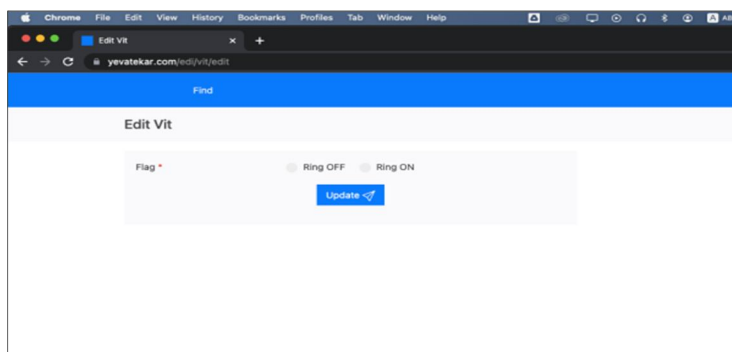 Chrome File Edit View History Bookmarks Profiles Tab Window Help A AB
Edit Vit
yevatekar.com/edi/vit/edit
Find
Edit Vit
Flag * Ring OFF Ring ON
Update